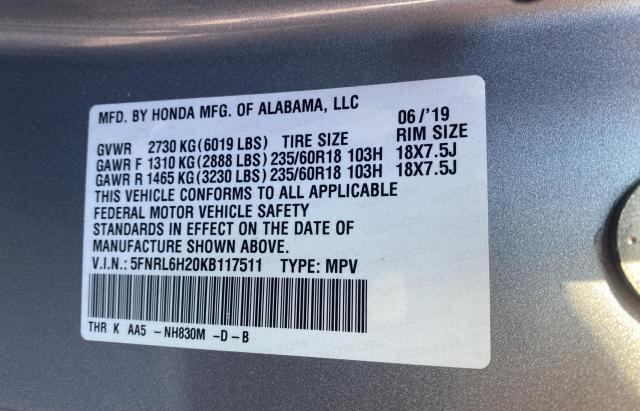 MFD. BY HONDA MFG. OF ALABAMA, LLC 06/'19
GVWR 2730 KG(6019 LBS) TIRE SIZE RIM SIZE
GAWR F 1310 KG(2888 LBS)235/60R18 103H 18X7.5J
GAWR R 1465 KG(3230 LBS)235/60R18 103H 18X7.5J
THIS VEHICLE CONFORMS TO ALL APPLICABLE
FEDERAL MOTOR VEHICLE SAFETY
STANDARDS IN EFFECT ON THE DATE OF
MANUFACTURE SHOWN ABOVE.
V.I.N.:5FNRL6H20KB117511 TYPE: MPV
THR K AA5 -NH830M -D-B